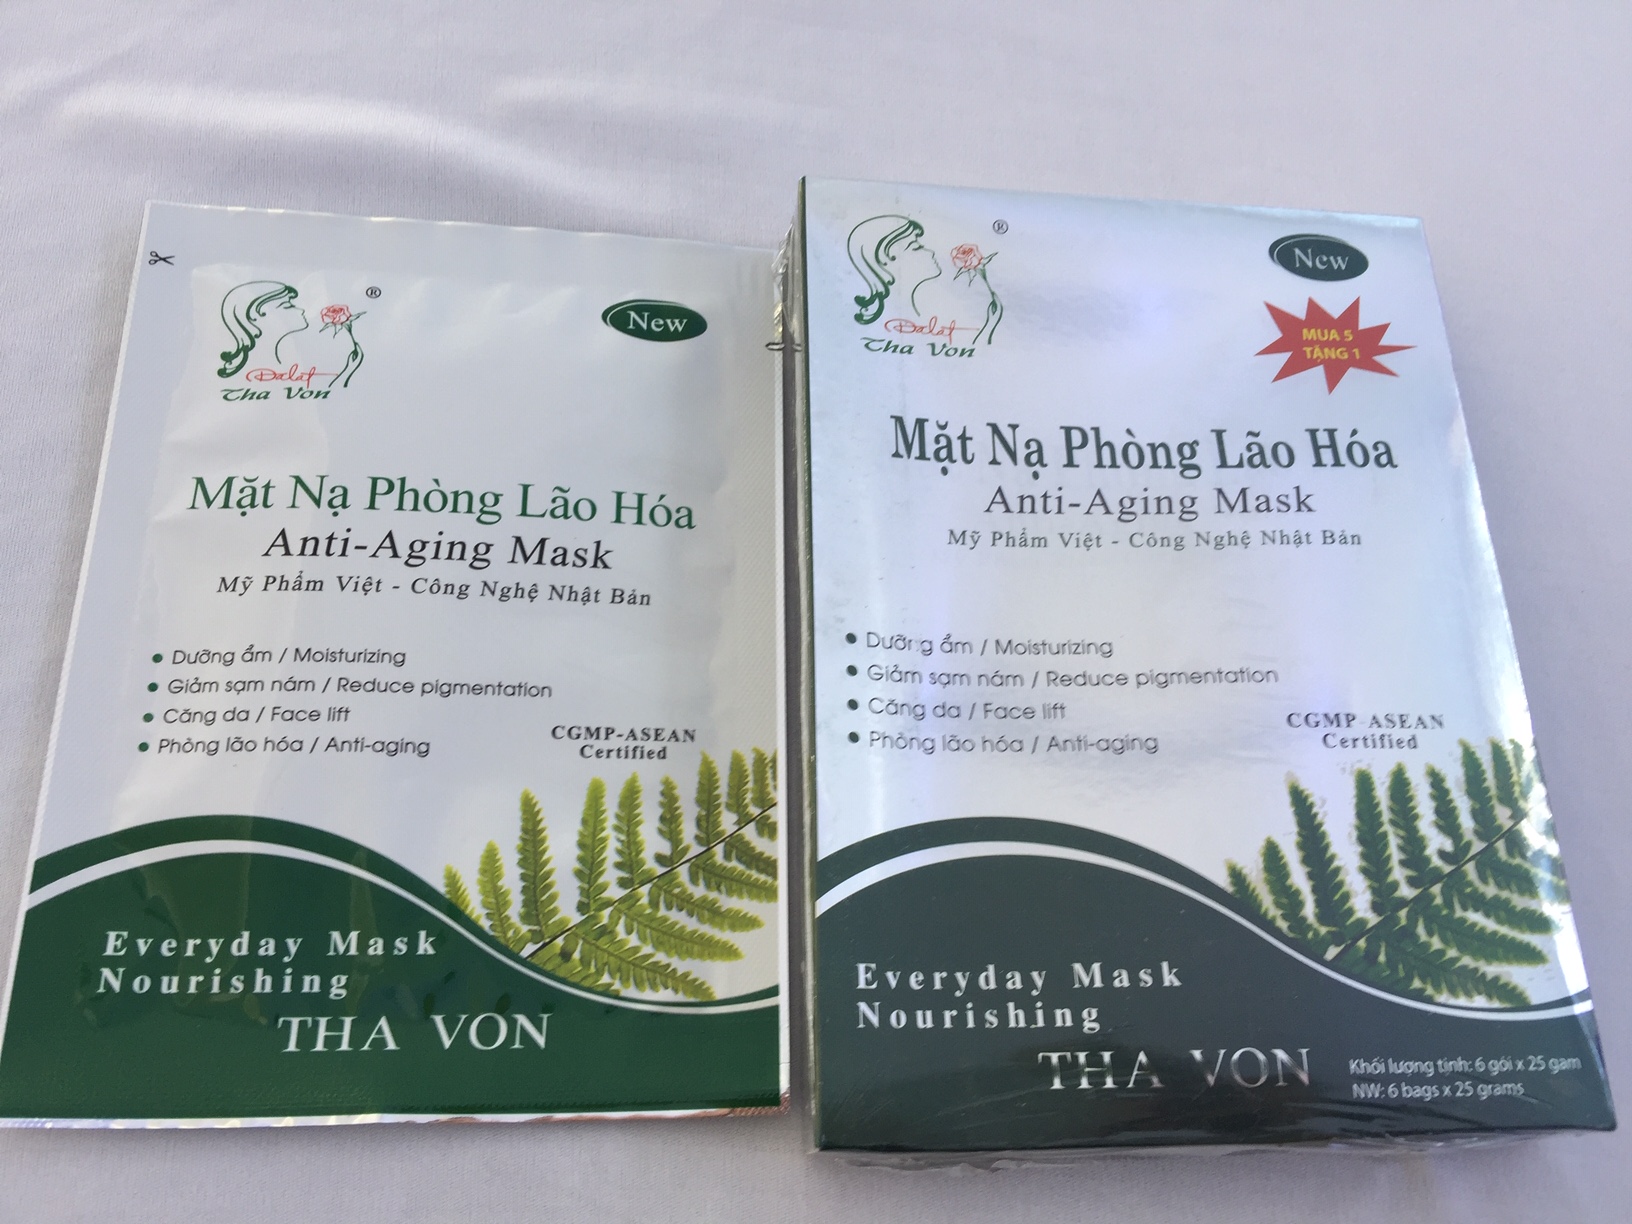 ®
New
Dalat
Tha Von
Mặt Nạ Phòng Lão Hóa
Anti-Aging Mask
Mỹ Phẩm Việt - Công Nghệ Nhật Bản
• Dưỡng ẩm / Moisturizing
• Giảm sạm nám / Reduce pigmentation
• Căng da / Face lift
• Phòng lão hóa / Anti-aging
CGMP-ASEAN
Certified
Everyday Mask
Nourishing
THA VON
®
New
MUA 5
TẶNG 1
Dalat
Tha Von
Mặt Nạ Phòng Lão Hóa
Anti-Aging Mask
Mỹ Phẩm Việt - Công Nghệ Nhật Bản
• Dưỡng ẩm / Moisturizing
• Giảm sạm nám / Reduce pigmentation
• Căng da / Face lift
• Phòng lão hóa / Anti-aging
CGMP-ASEAN
Certified
Everyday Mask
Nourishing
THA VON
Khối lượng tịnh: 6 gói x 25 gam
NW: 6 bags x 25 grams